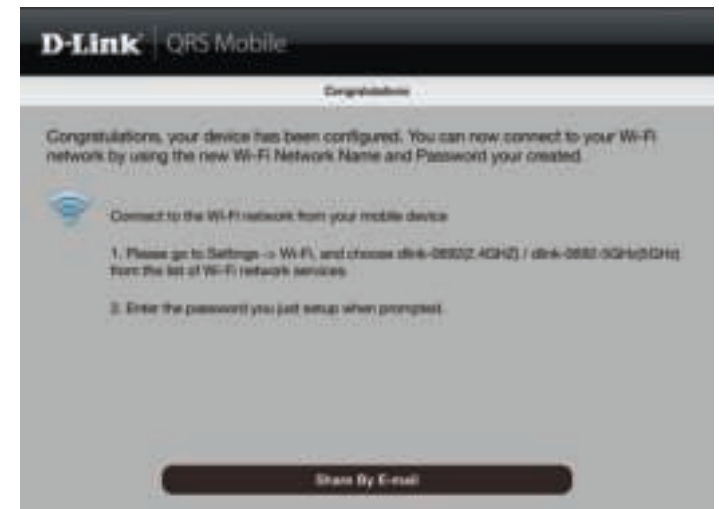 D-Link QRS Mobile
Congratulations
Congratulations, your device has been configured. You can now connect to your Wi-Fi
network by using the new Wi-Fi Network Name and Password your created.
Connect to the Wi-Fi network from your mobile device
1. Please go to Settings -> Wi-Fi, and choose (2.4GHZ) /
from the list of Wi-Fi network services.
2. Enter the password you just setup when prompted.
Share By E-mail